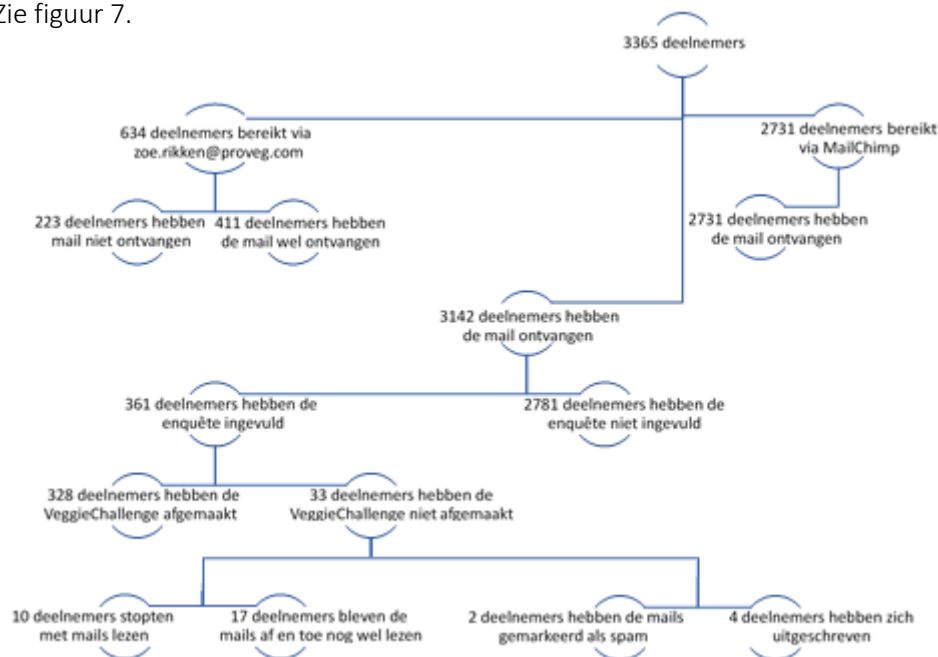 Zie figuur 7.
3365 deelnemers
634 deelnemers bereikt via
zoe.rikken@proveg.com
2731 deelnemers bereikt
via MailChimp
223 deelnemers hebben
mail niet ontvangen
411 deelnemers hebben
de mail wel ontvangen
2731 deelnemers hebben
de mail ontvangen
3142 deelnemers hebben
de mail ontvangen
361 deelnemers hebben de
enquête ingevuld
2781 deelnemers hebben de
enquête niet ingevuld
328 deelnemers hebben de
VeggieChallenge afgemaakt
33 deelnemers hebben de
VeggieChallenge niet afgemaakt
10 deelnemers stopten
met mails lezen
17 deelnemers bleven de
mails af en toe nog wel lezen
2 deelnemers hebben de mails
gemarkeerd als spam
4 deelnemers hebben zich
uitgeschreven